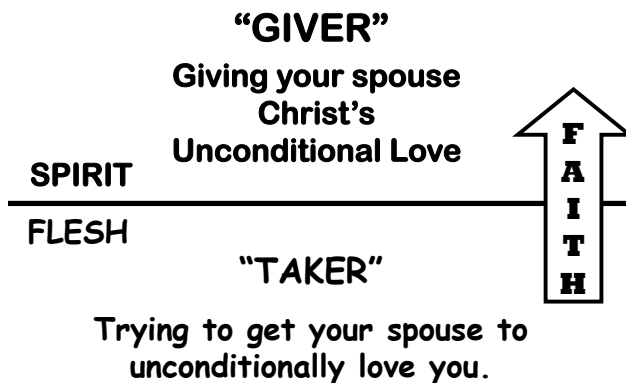 “GIVER”
Giving your spouse
Christ’s
Unconditional Love
SPIRIT
FLESH
“TAKER”
Trying to get your spouse to
unconditionally love you.
F
A
I
T
H